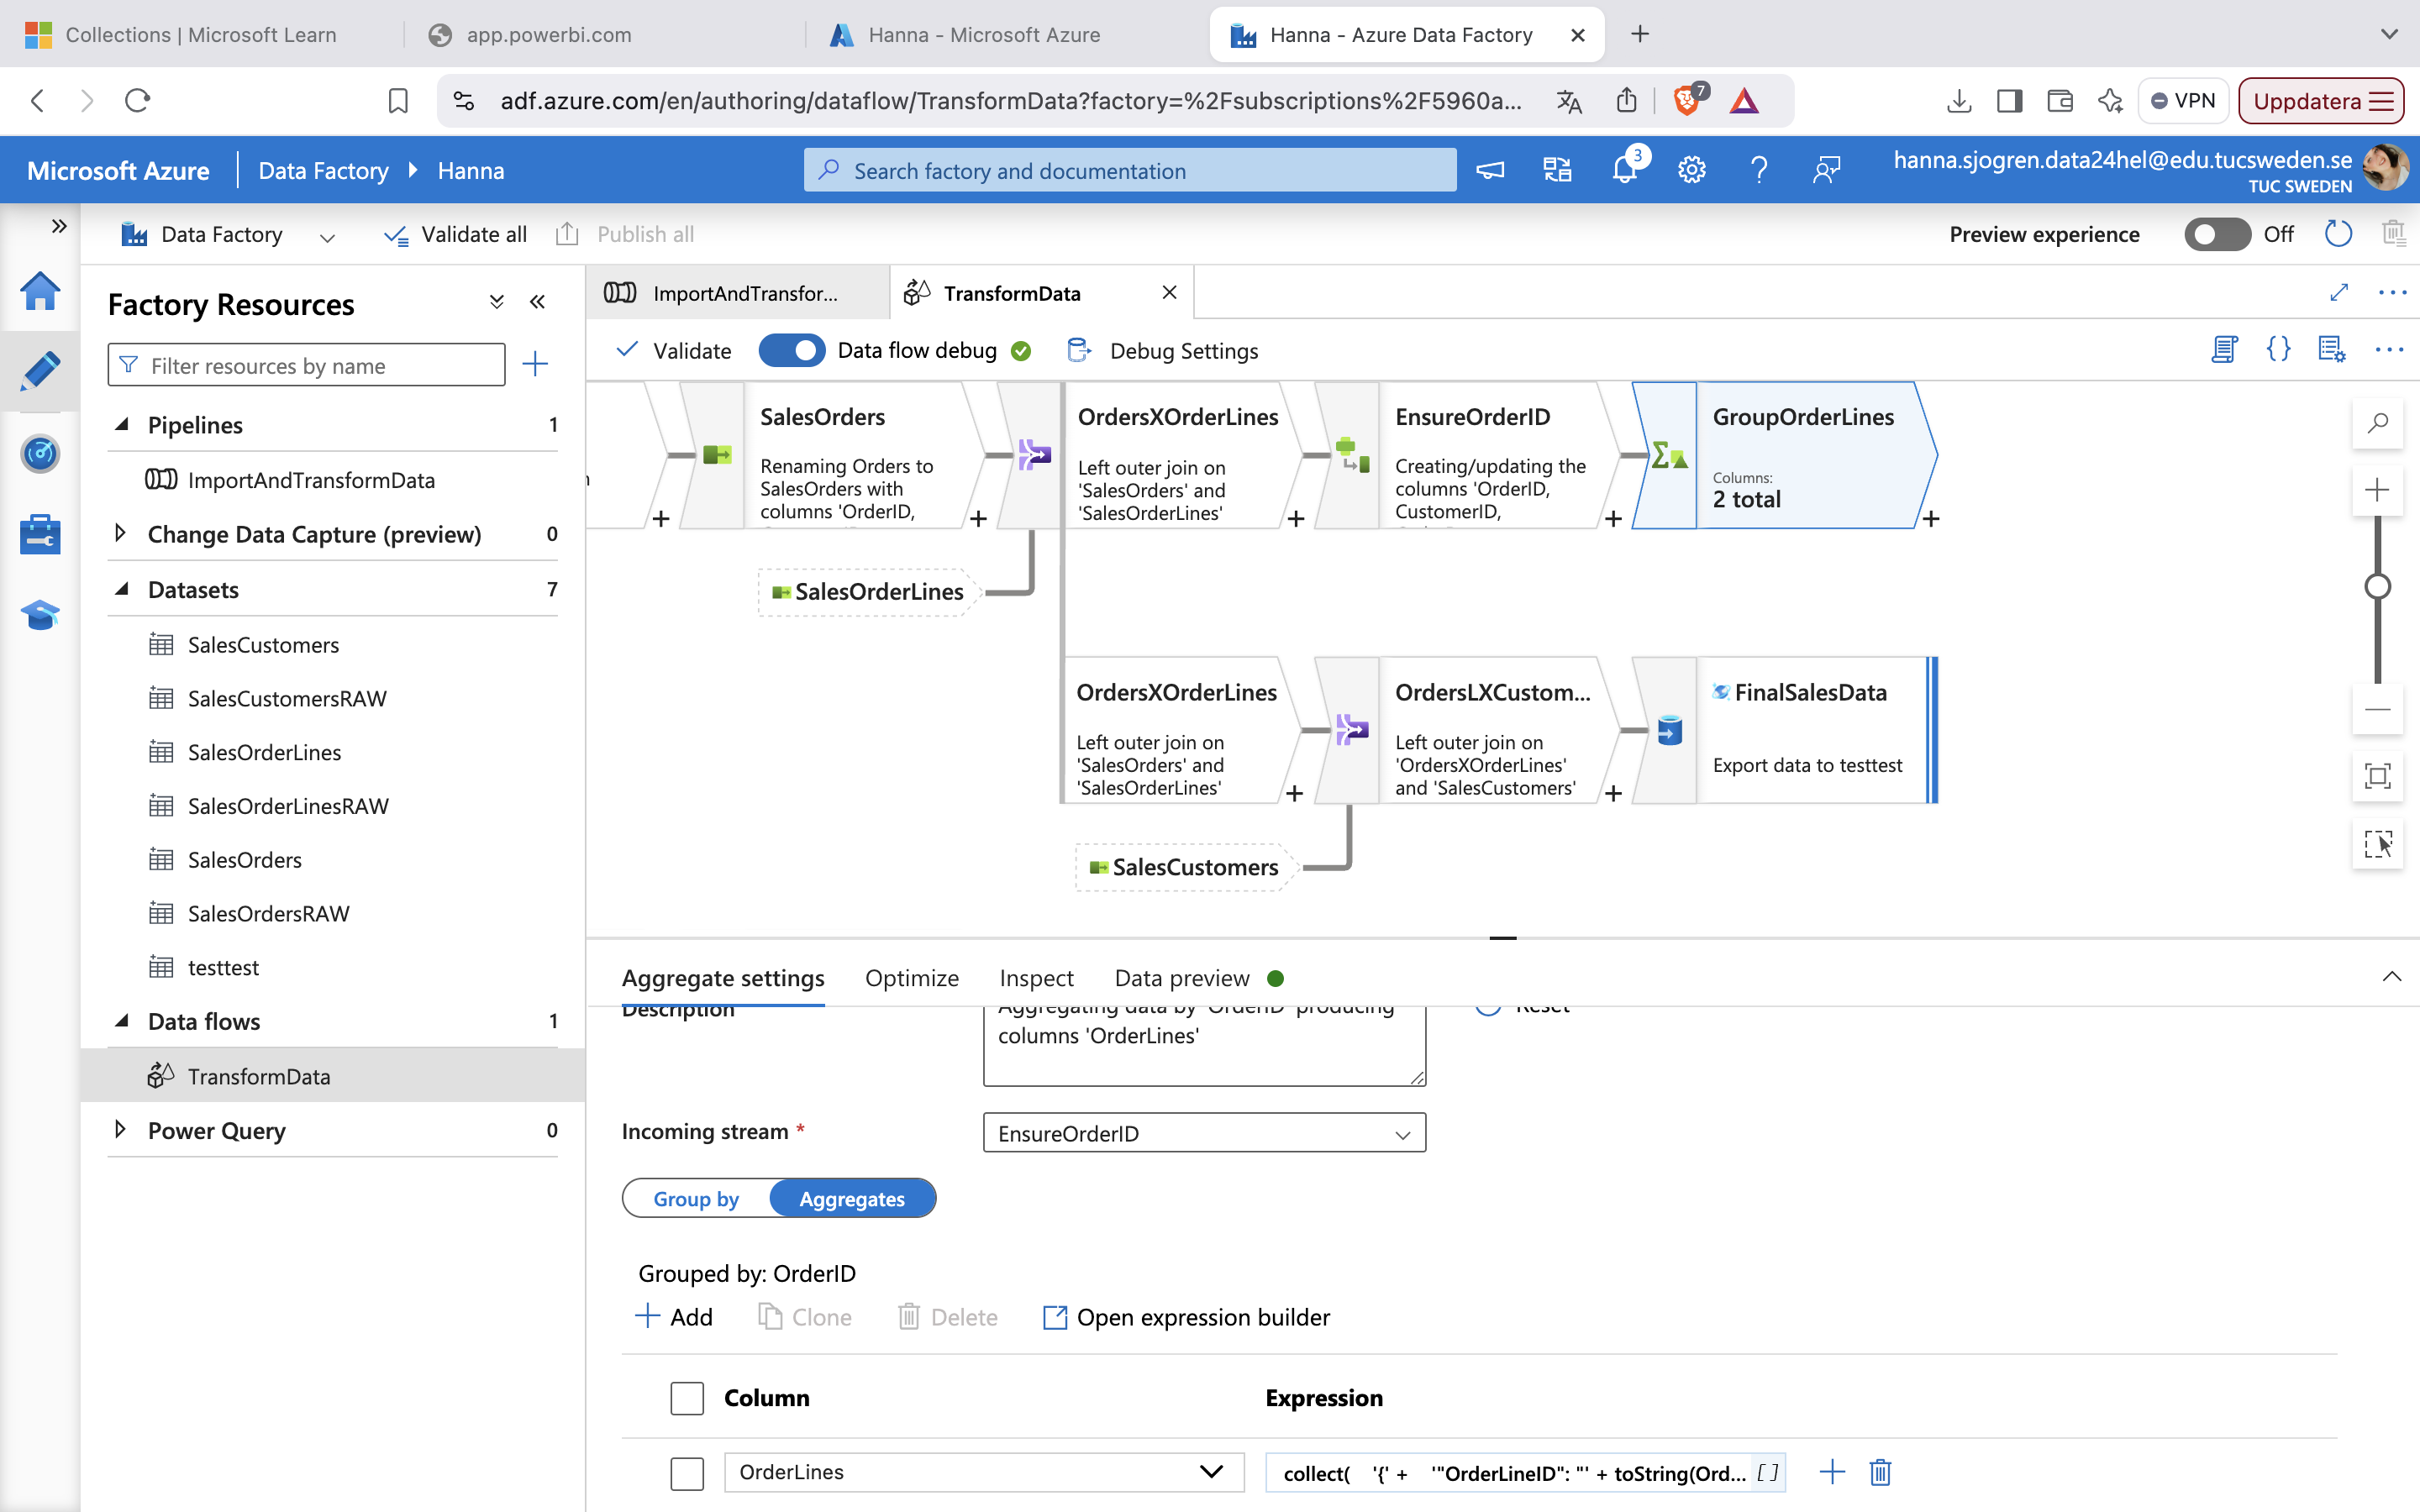 Collections | Microsoft Learn
app.powerbi.com
Hanna - Microsoft Azure
Hanna - Azure Data Factory
adf.azure.com/en/authoring/dataflow/TransformData?factory=%2Fsubscriptions%2F5960a...
7
VPN
Uppdatera
Microsoft Azure
Data Factory
Hanna
Search factory and documentation
3
hanna.sjogren.data24hel@edu.tucsweden.se
TUC SWEDEN
Data Factory
Validate all
Publish all
Preview experience
Off
Factory Resources
Filter resources by name
Pipelines 1
ImportAndTransformData
Change Data Capture (preview) 0
Datasets 7
SalesCustomers
SalesCustomersRAW
SalesOrderLines
SalesOrderLinesRAW
SalesOrders
SalesOrdersRAW
testtest
Data flows 1
TransformData
Power Query 0
ImportAndTransfor...
TransformData
Validate
Data flow debug
Debug Settings
SalesOrders
Renaming Orders to
SalesOrders with
columns 'OrderID,
OrdersXOrderLines
Left outer join on
'SalesOrders' and
'SalesOrderLines'
EnsureOrderID
Creating/updating the
columns 'OrderID,
CustomerID,
GroupOrderLines
Columns:
2 total
SalesOrderLines
OrdersXOrderLines
Left outer join on
'SalesOrders' and
'SalesOrderLines'
OrdersLXCustom...
Left outer join on
'OrdersXOrderLines'
and 'SalesCustomers'
FinalSalesData
Export data to testtest
SalesCustomers
Aggregate settings
Optimize
Inspect
Data preview
Description
Aggregating data by 'OrderID' producing
columns 'OrderLines'
Reset
Incoming stream *
EnsureOrderID
Group by
Aggregates
Grouped by: OrderID
Add
Clone
Delete
Open expression builder
Column
Expression
OrderLines
collect( '{' + '"OrderLineID": "' + toString(Ord... []